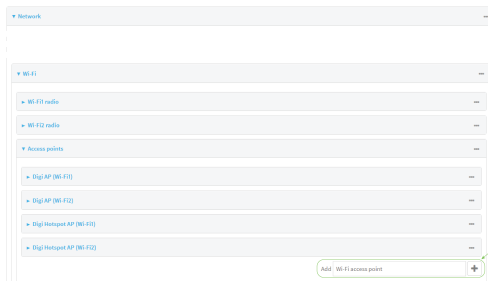 Network
Wi-Fi
Wi-Fi1 radio
Wi-Fi2 radio
Access points
Digi AP (Wi-Fi1)
Digi AP (Wi-Fi2)
Digi Hotspot AP (Wi-Fi1)
Digi Hotspot AP (Wi-Fi2)
Add Wi-Fi access point